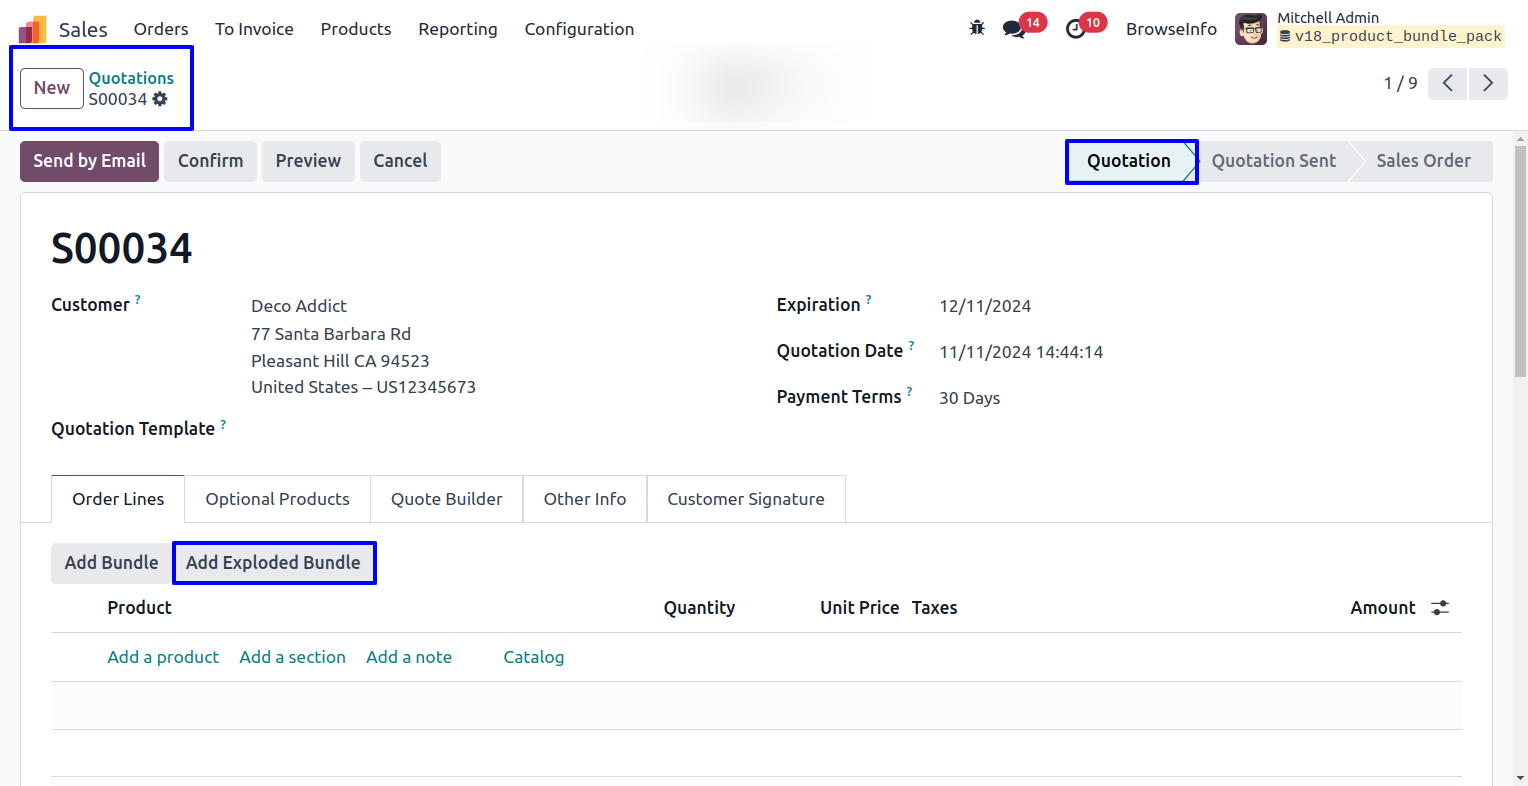 Sales Orders To Invoice Products Reporting Configuration 14 10 BrowseInfo Mitchell Admin
v18_product_bundle_pack
New Quotations
S00034
1 / 9
Send by Email Confirm Preview Cancel Quotation Quotation Sent Sales Order
S00034
Customer ? Deco Addict
77 Santa Barbara Rd
Pleasant Hill CA 94523
United States – US12345673
Quotation Template ?
Expiration ? 12/11/2024
Quotation Date ? 11/11/2024 14:44:14
Payment Terms ? 30 Days
Order Lines Optional Products Quote Builder Other Info Customer Signature
Add Bundle Add Exploded Bundle
Product Quantity Unit Price Taxes Amount
Add a product Add a section Add a note Catalog